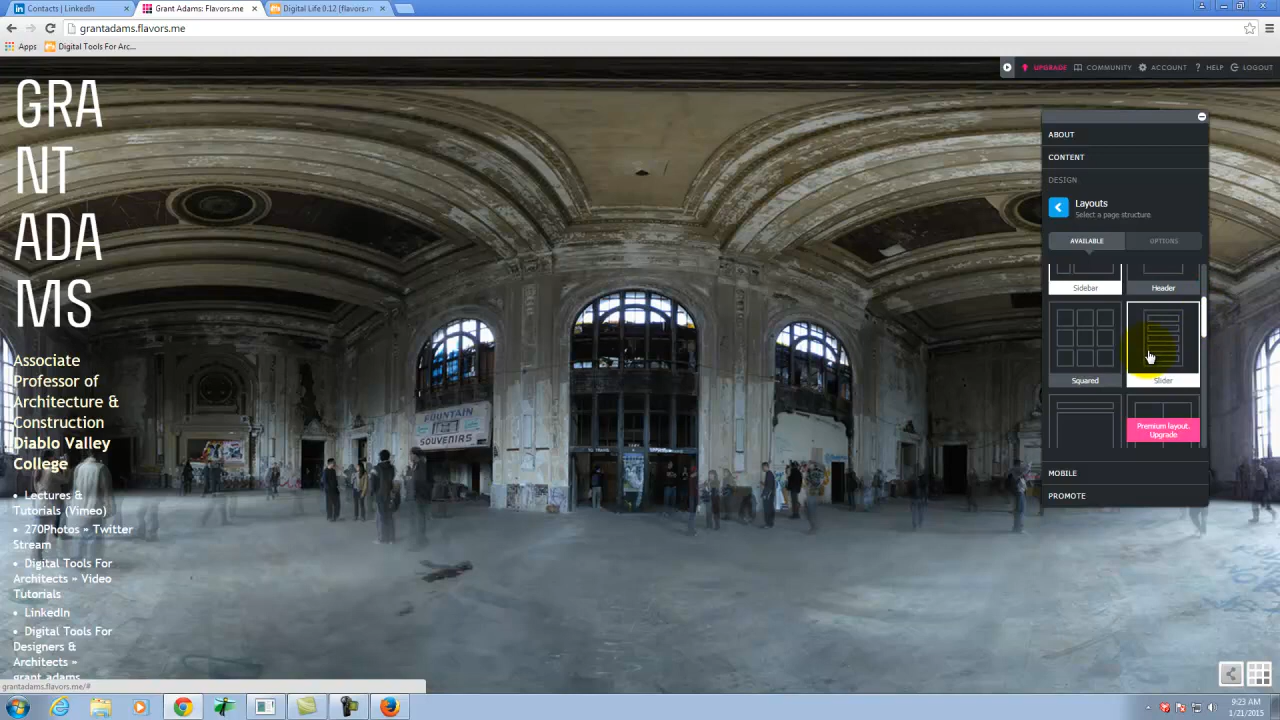 Contacts | LinkedIn
Grant Adams: Flavors.me
Digital Life 0.12 [flavors.m
grantadams.flavors.me
Apps
Digital Tools For Arc...
UPGRADE
COMMUNITY
ACCOUNT
? HELP
LOGOUT
GRA
NT
ADA
MS
Associate
Professor of
Architecture &
Construction
Diablo Valley
College
• Lectures &
Tutorials (Vimeo)
• 270Photos » Twitter
Stream
• Digital Tools For
Architects » Video
Tutorials
• LinkedIn
• Digital Tools For
Designers &
Architects »
grant adams
FOUNTAIN
SOUVENIRS
ABOUT
CONTENT
DESIGN
Layouts
Select a page structure.
AVAILABLE
OPTIONS
Sidebar
Header
Squared
Slider
Premium layout.
Upgrade
MOBILE
PROMOTE
grantadams.flavors.me/#
9:23 AM
1/21/2015